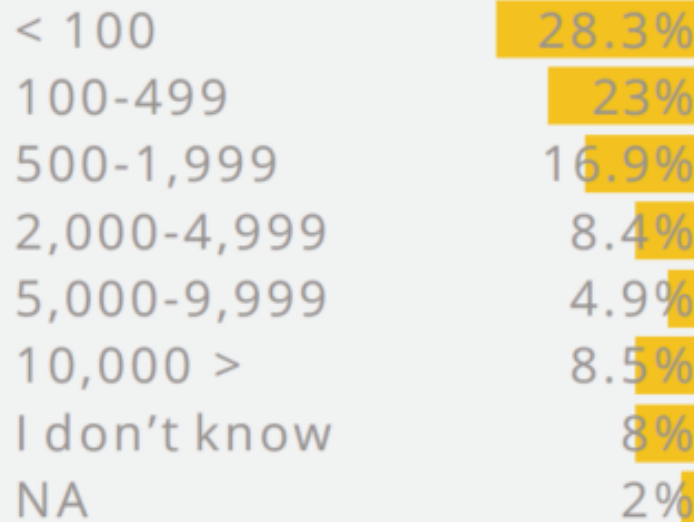 < 100 28.3%
100-499 23%
500-1,999 16.9%
2,000-4,999 8.4%
5,000-9,999 4.9%
10,000 > 8.5%
I don’t know 8%
NA 2%